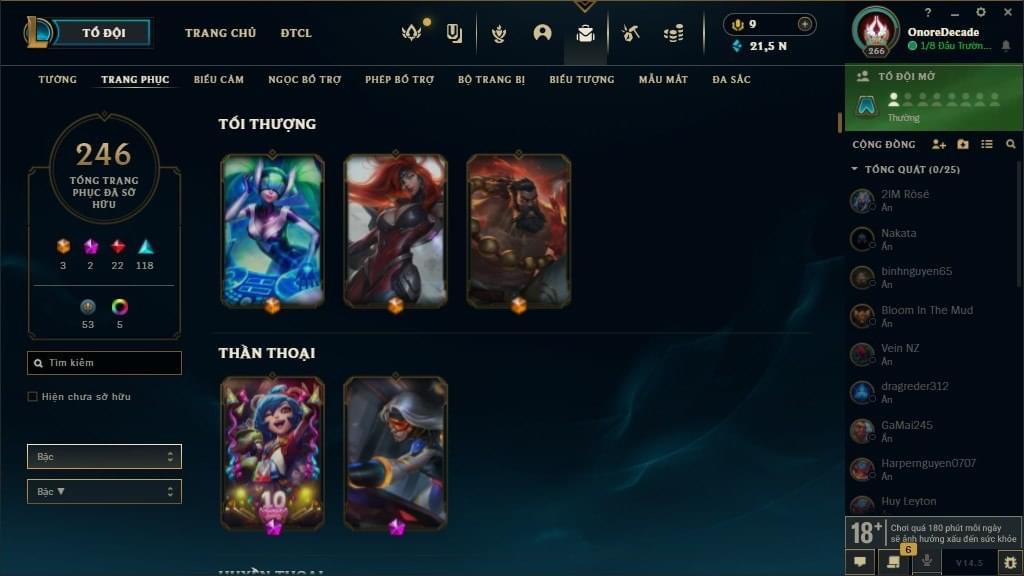 TỔ ĐỘI
TRANG CHỦ
ĐTCL
9
21,5 N
?
266
OnoreDecade
1/8 Đấu Trườn...
TƯỚNG
TRANG PHỤC
BIỂU CẢM
NGỌC BỔ TRỢ
PHÉP BỔ TRỢ
BỘ TRANG BỊ
BIỂU TƯỢNG
MẪU MẮT
ĐA SẮC
TỔ ĐỘI MỞ
Thường
246
TỔNG TRANG
PHỤC ĐÃ SỞ
HỮU
3 2 22 118
53 5
Tìm kiếm
Hiện chưa sở hữu
Bậc
Bậc ▼
TỐI THƯỢNG
THẦN THOẠI
10
HUYỀN THOẠI
CỘNG ĐỒNG
TỔNG QUÁT (0/25)
2IM Rôsé
Ẩn
Nakata
Ẩn
binhnguyen65
Ẩn
Bloom In The Mud
Ẩn
Vein NZ
Ẩn
dragreder312
Ẩn
GaMai245
Ẩn
Harpernguyen0707
Ẩn
Huy Leyton
Ẩn
18+
Chơi quá 180 phút mỗi ngày
sẽ ảnh hưởng xấu đến sức khỏe
6
V14.5